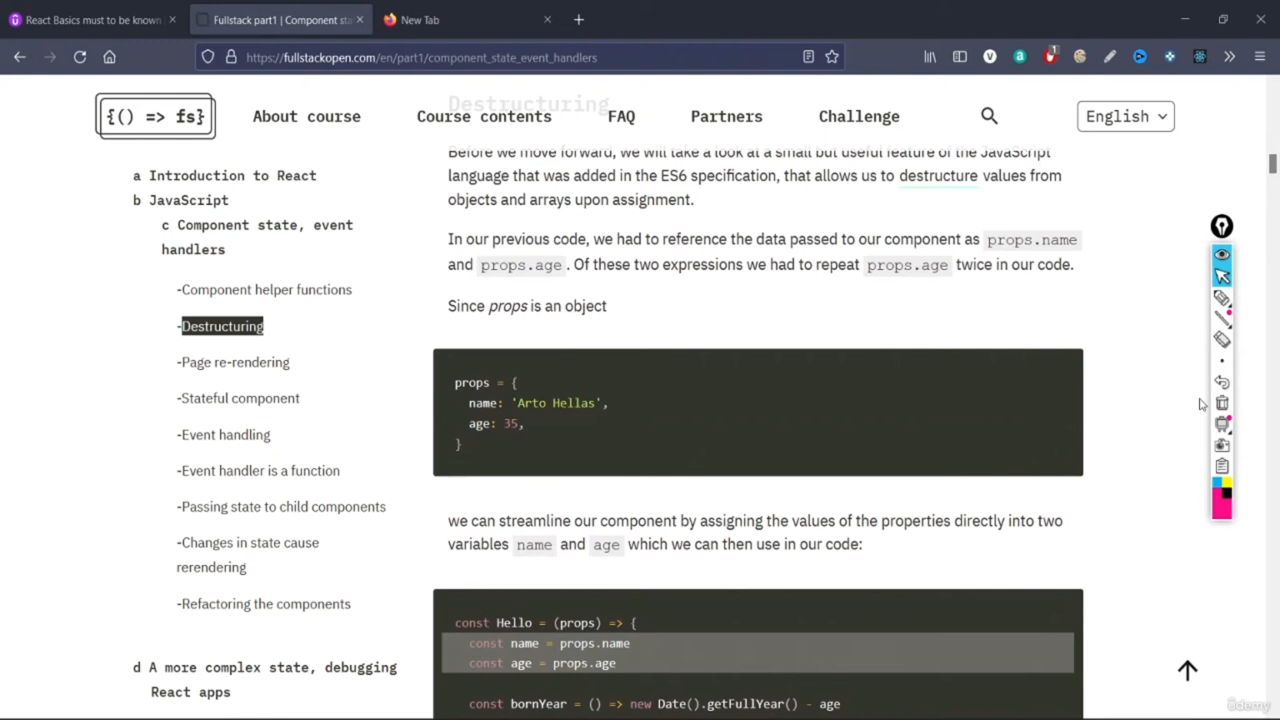 React Basics must to be known
Fullstack part1 | Component sta
New Tab
https://fullstackopen.com/en/part1/component_state_event_handlers
{() => fs}
About course
Course contents
FAQ
Partners
Challenge
English
a Introduction to React
b JavaScript
c Component state, event
handlers
-Component helper functions
-Destructuring
-Page re-rendering
-Stateful component
-Event handling
-Event handler is a function
-Passing state to child components
-Changes in state cause
rerendering
-Refactoring the components
d A more complex state, debugging
React apps
Destructuring
Before we move forward, we will take a look at a small but useful feature of the JavaScript
language that was added in the ES6 specification, that allows us to destructure values from
objects and arrays upon assignment.
In our previous code, we had to reference the data passed to our component as props.name
and props.age. Of these two expressions we had to repeat props.age twice in our code.
Since props is an object
props = {
name: 'Arto Hellas',
age: 35,
}
we can streamline our component by assigning the values of the properties directly into two
variables name and age which we can then use in our code:
const Hello = (props) => {
const name = props.name
const age = props.age
const bornYear = () => new Date().getFullYear() - age
1
ûdemy